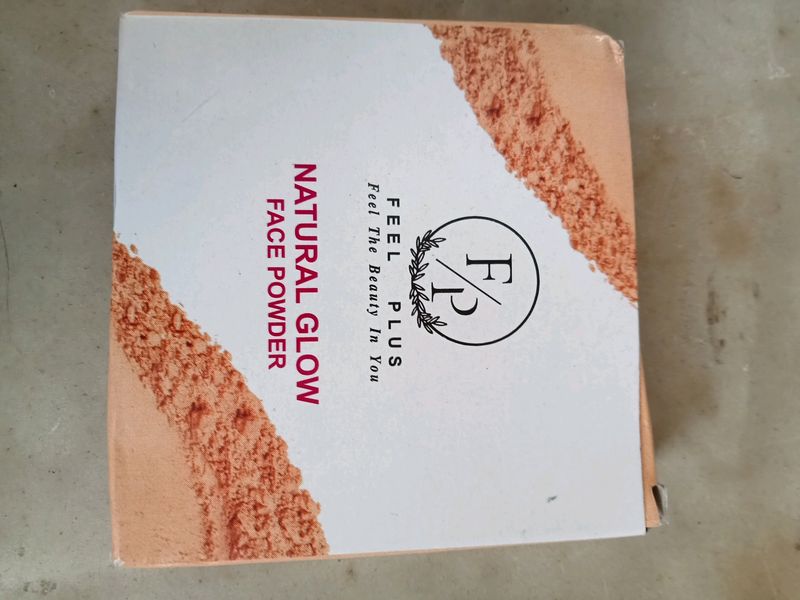 F/P
FEEL PLUS
Feel The Beauty In You
NATURAL GLOW
FACE POWDER